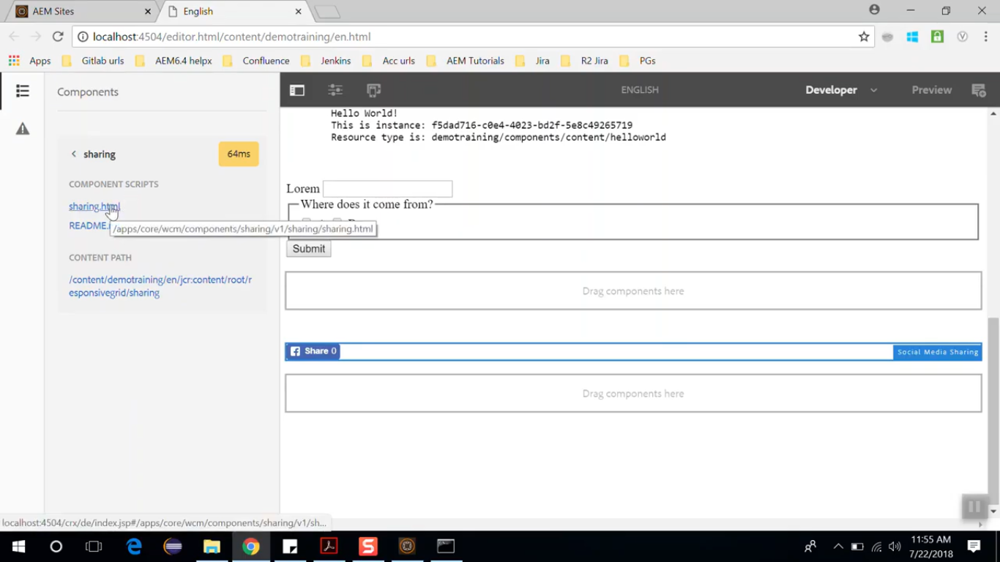 AEM Sites
English
localhost:4504/editor.html/content/demotraining/en.html
Apps Gitlab urls AEM6.4 helpx Confluence Jenkins Acc urls AEM Tutorials Jira R2 Jira PGs
Components
ENGLISH
Developer
Preview
sharing
64ms
COMPONENT SCRIPTS
sharing.html
README.
/apps/core/wcm/components/sharing/v1/sharing/sharing.html
CONTENT PATH
/content/demotraining/en/jcr:content/root/r
esponsivegrid/sharing
Hello World!
This is instance: f5dad716-c0e4-4023-bd2f-5e8c49265719
Resource type is: demotraining/components/content/helloworld
Lorem
Where does it come from?
Submit
Drag components here
Share 0
Social Media Sharing
Drag components here
localhost:4504/crx/de/index.jsp#/apps/core/wcm/components/sharing/v1/sh...
11:55 AM
7/22/2018